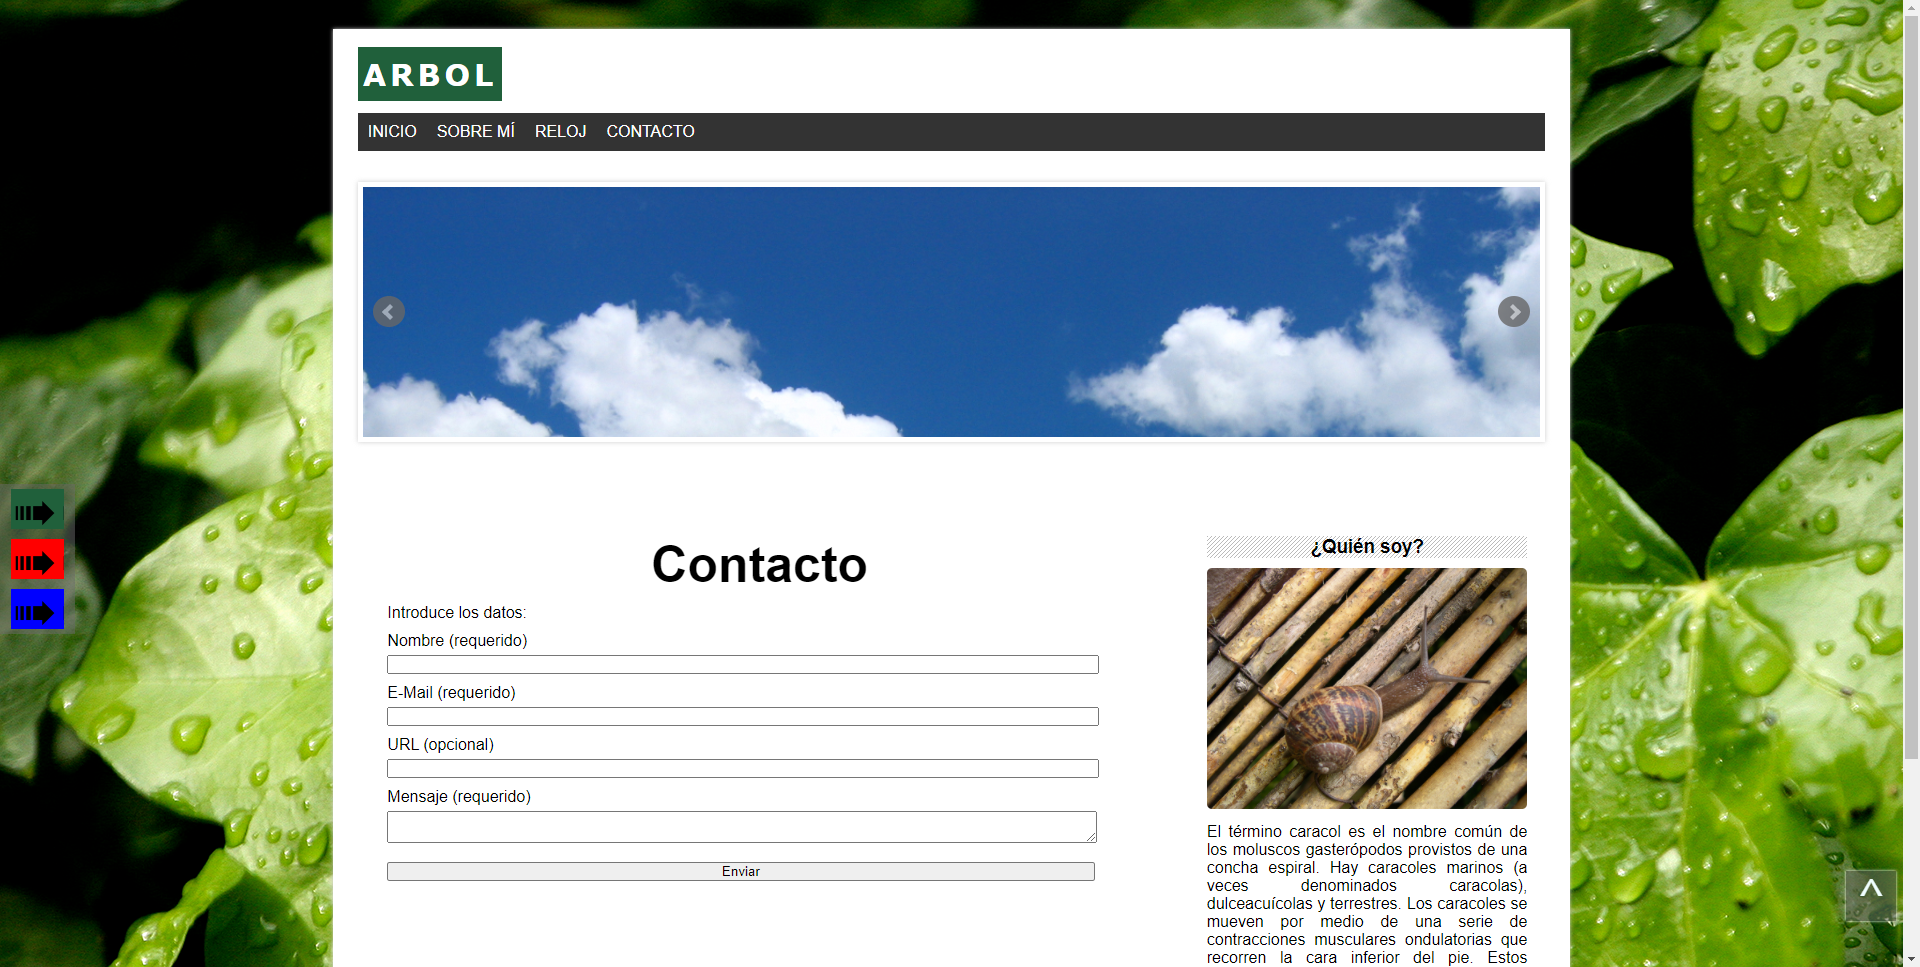 ARBOL
INICIO SOBRE MÍ RELOJ CONTACTO
Contacto
Introduce los datos:
Nombre (requerido)
E-Mail (requerido)
URL (opcional)
Mensaje (requerido)
Enviar
¿Quién soy?
El término caracol es el nombre común de
los moluscos gasterópodos provistos de una
concha espiral. Hay caracoles marinos (a
veces denominados caracolas),
dulceacuícolas y terrestres. Los caracoles se
mueven por medio de una serie de
contracciones musculares ondulatorias que
recorren la cara inferior del pie. Estos